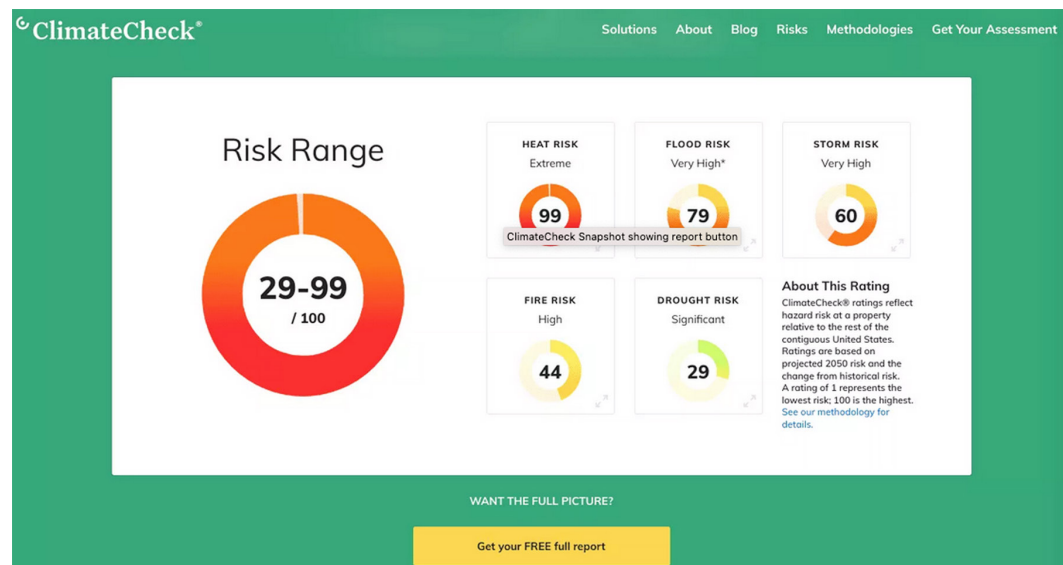 ClimateCheck®
Solutions About Blog Risks Methodologies Get Your Assessment
Risk Range
29-99
/ 100
HEAT RISK
Extreme
99
FLOOD RISK
Very High*
79
STORM RISK
Very High
60
ClimateCheck Snapshot showing report button
FIRE RISK
High
44
DROUGHT RISK
Significant
29
About This Rating
ClimateCheck® ratings reflect
hazard risk at a property
relative to the rest of the
contiguous United States.
Ratings are based on
projected 2050 risk and the
change from historical risk.
A rating of 1 represents the
lowest risk; 100 is the highest.
See our methodology for
details.
WANT THE FULL PICTURE?
Get your FREE full report